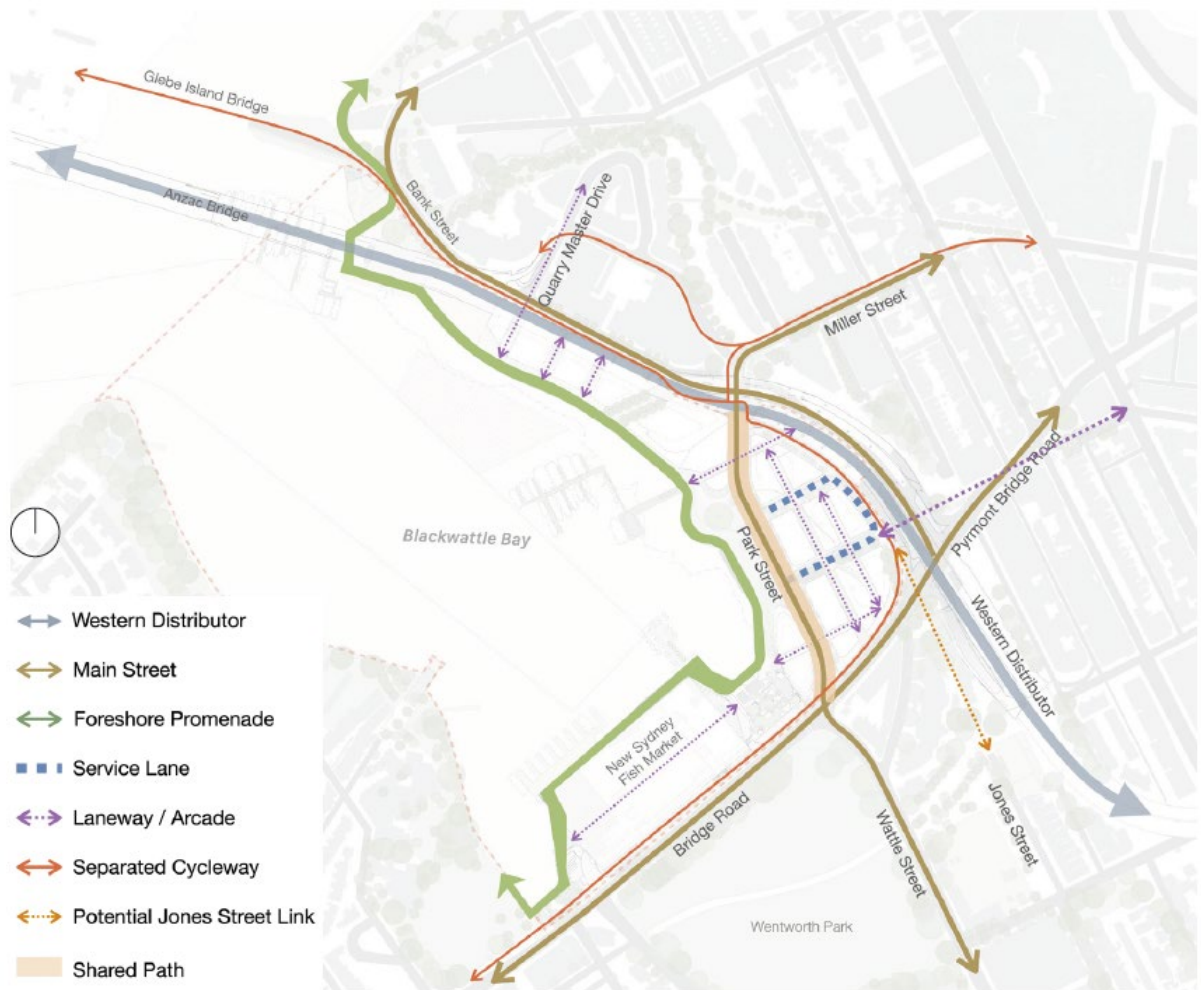 Glebe Island Bridge
Anzac Bridge
Bank Street
Quarry Master Drive
Miller Street
Pyrmont Bridge Road
Blackwattle Bay
Park Street
Western Distributor
New Sydney
Fish Market
Bridge Road
Wattle Street
Jones Street
Wentworth Park
Western Distributor
Main Street
Foreshore Promenade
Service Lane
Laneway / Arcade
Separated Cycleway
Potential Jones Street Link
Shared Path